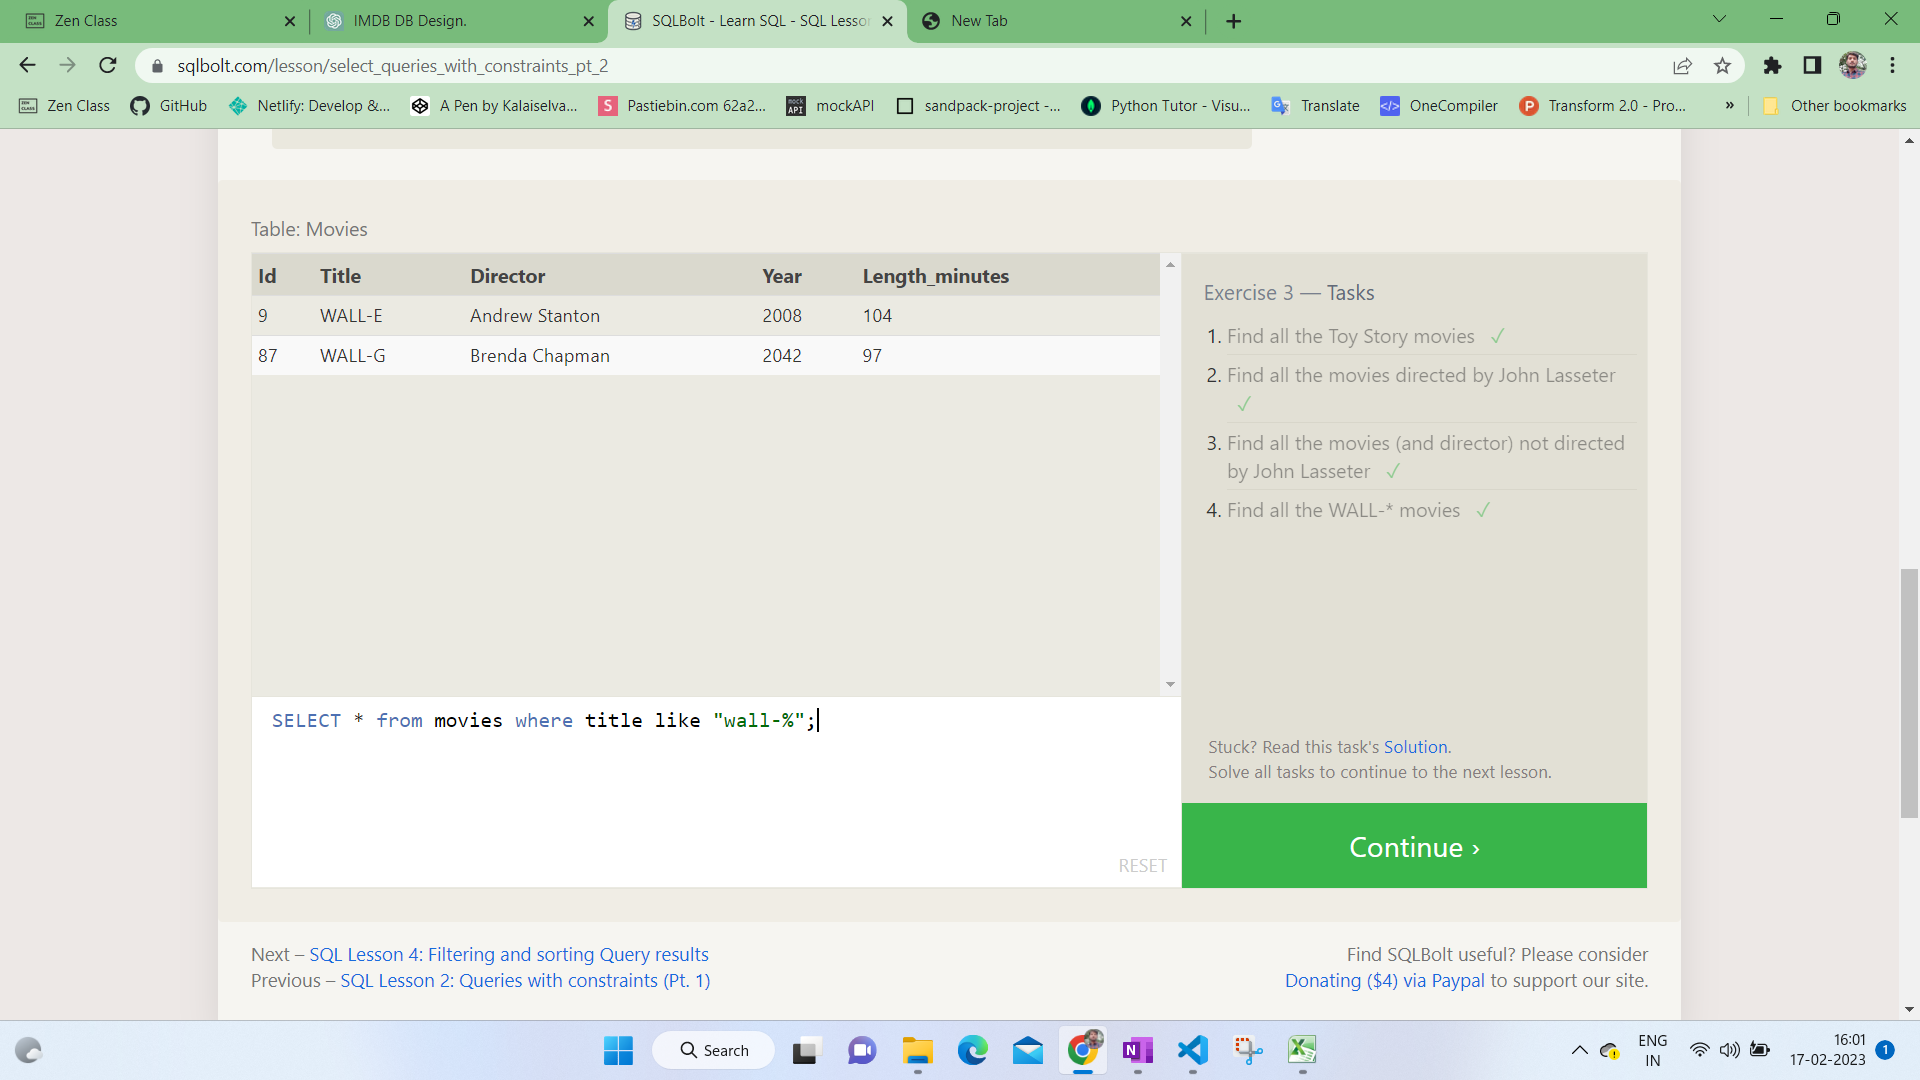 Zen Class
IMDB DB Design.
SQLBolt - Learn SQL - SQL Lesson
New Tab
sqlbolt.com/lesson/select_queries_with_constraints_pt_2
Zen Class
GitHub
Netlify: Develop &...
A Pen by Kalaiselva...
Pastiebin.com 62a2...
mockAPI
sandpack-project -...
Python Tutor - Visu...
Translate
OneCompiler
Transform 2.0 - Pro...
»
Other bookmarks
Table: Movies
Id Title Director Year Length_minutes
9 WALL-E Andrew Stanton 2008 104
87 WALL-G Brenda Chapman 2042 97
Exercise 3 — Tasks
1. Find all the Toy Story movies ✓
2. Find all the movies directed by John Lasseter
✓
3. Find all the movies (and director) not directed
by John Lasseter ✓
4. Find all the WALL-* movies ✓
SELECT * from movies where title like "wall-%";
RESET
Stuck? Read this task's Solution.
Solve all tasks to continue to the next lesson.
Continue ›
Next – SQL Lesson 4: Filtering and sorting Query results
Previous – SQL Lesson 2: Queries with constraints (Pt. 1)
Find SQLBolt useful? Please consider
Donating ($4) via Paypal to support our site.
Search
ENG
IN
16:01
17-02-2023
1